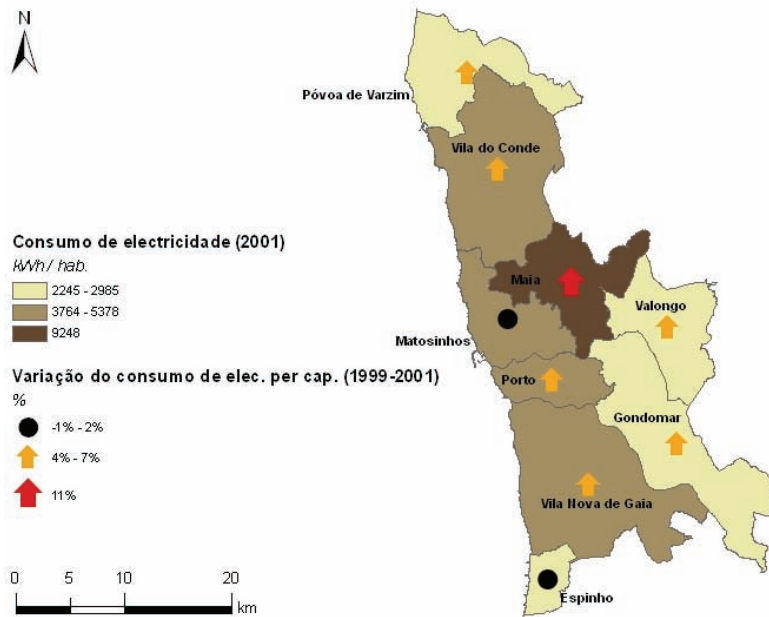 N
Póvoa de Varzim
Vila do Conde
Consumo de electricidade (2001)
kWh / hab.
2245 - 2985
3764 - 5378
9248
Maia
Valongo
Matosinhos
Variação do consumo de elec. per cap. (1999-2001)
%
-1% - 2%
4% - 7%
11%
Porto
Gondomar
Vila Nova de Gaia
Espinho
0 5 10 20
km